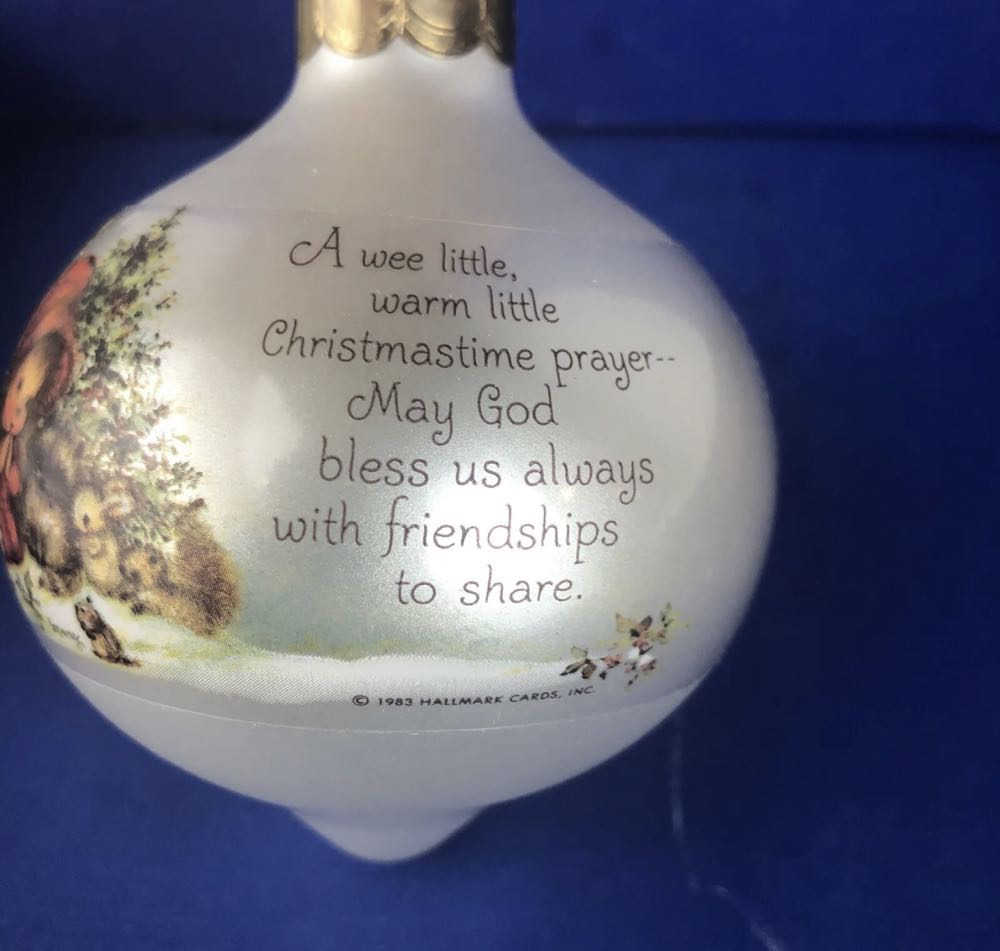 A wee little,
warm little
Christmastime prayer--
May God
bless us always
with friendships
to share.
© 1983 HALLMARK CARDS, INC.